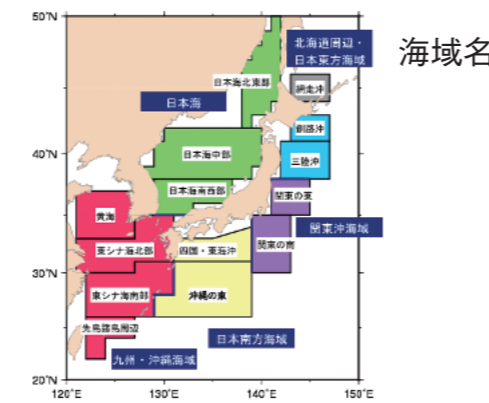 50°N
北海道周辺・
日本東方海域
海域名
日本海北東部
網走沖
日本海
釧路沖
40°N
日本海中部
三陸沖
日本海南西部
関東の東
黄海
関東沖海域
東シナ海北部
四国・東海沖
関東の南
30°N
東シナ海南部
沖縄の東
先島諸島周辺
日本南方海域
九州・沖縄海域
20°N
120°E
130°E
140°E
150°E